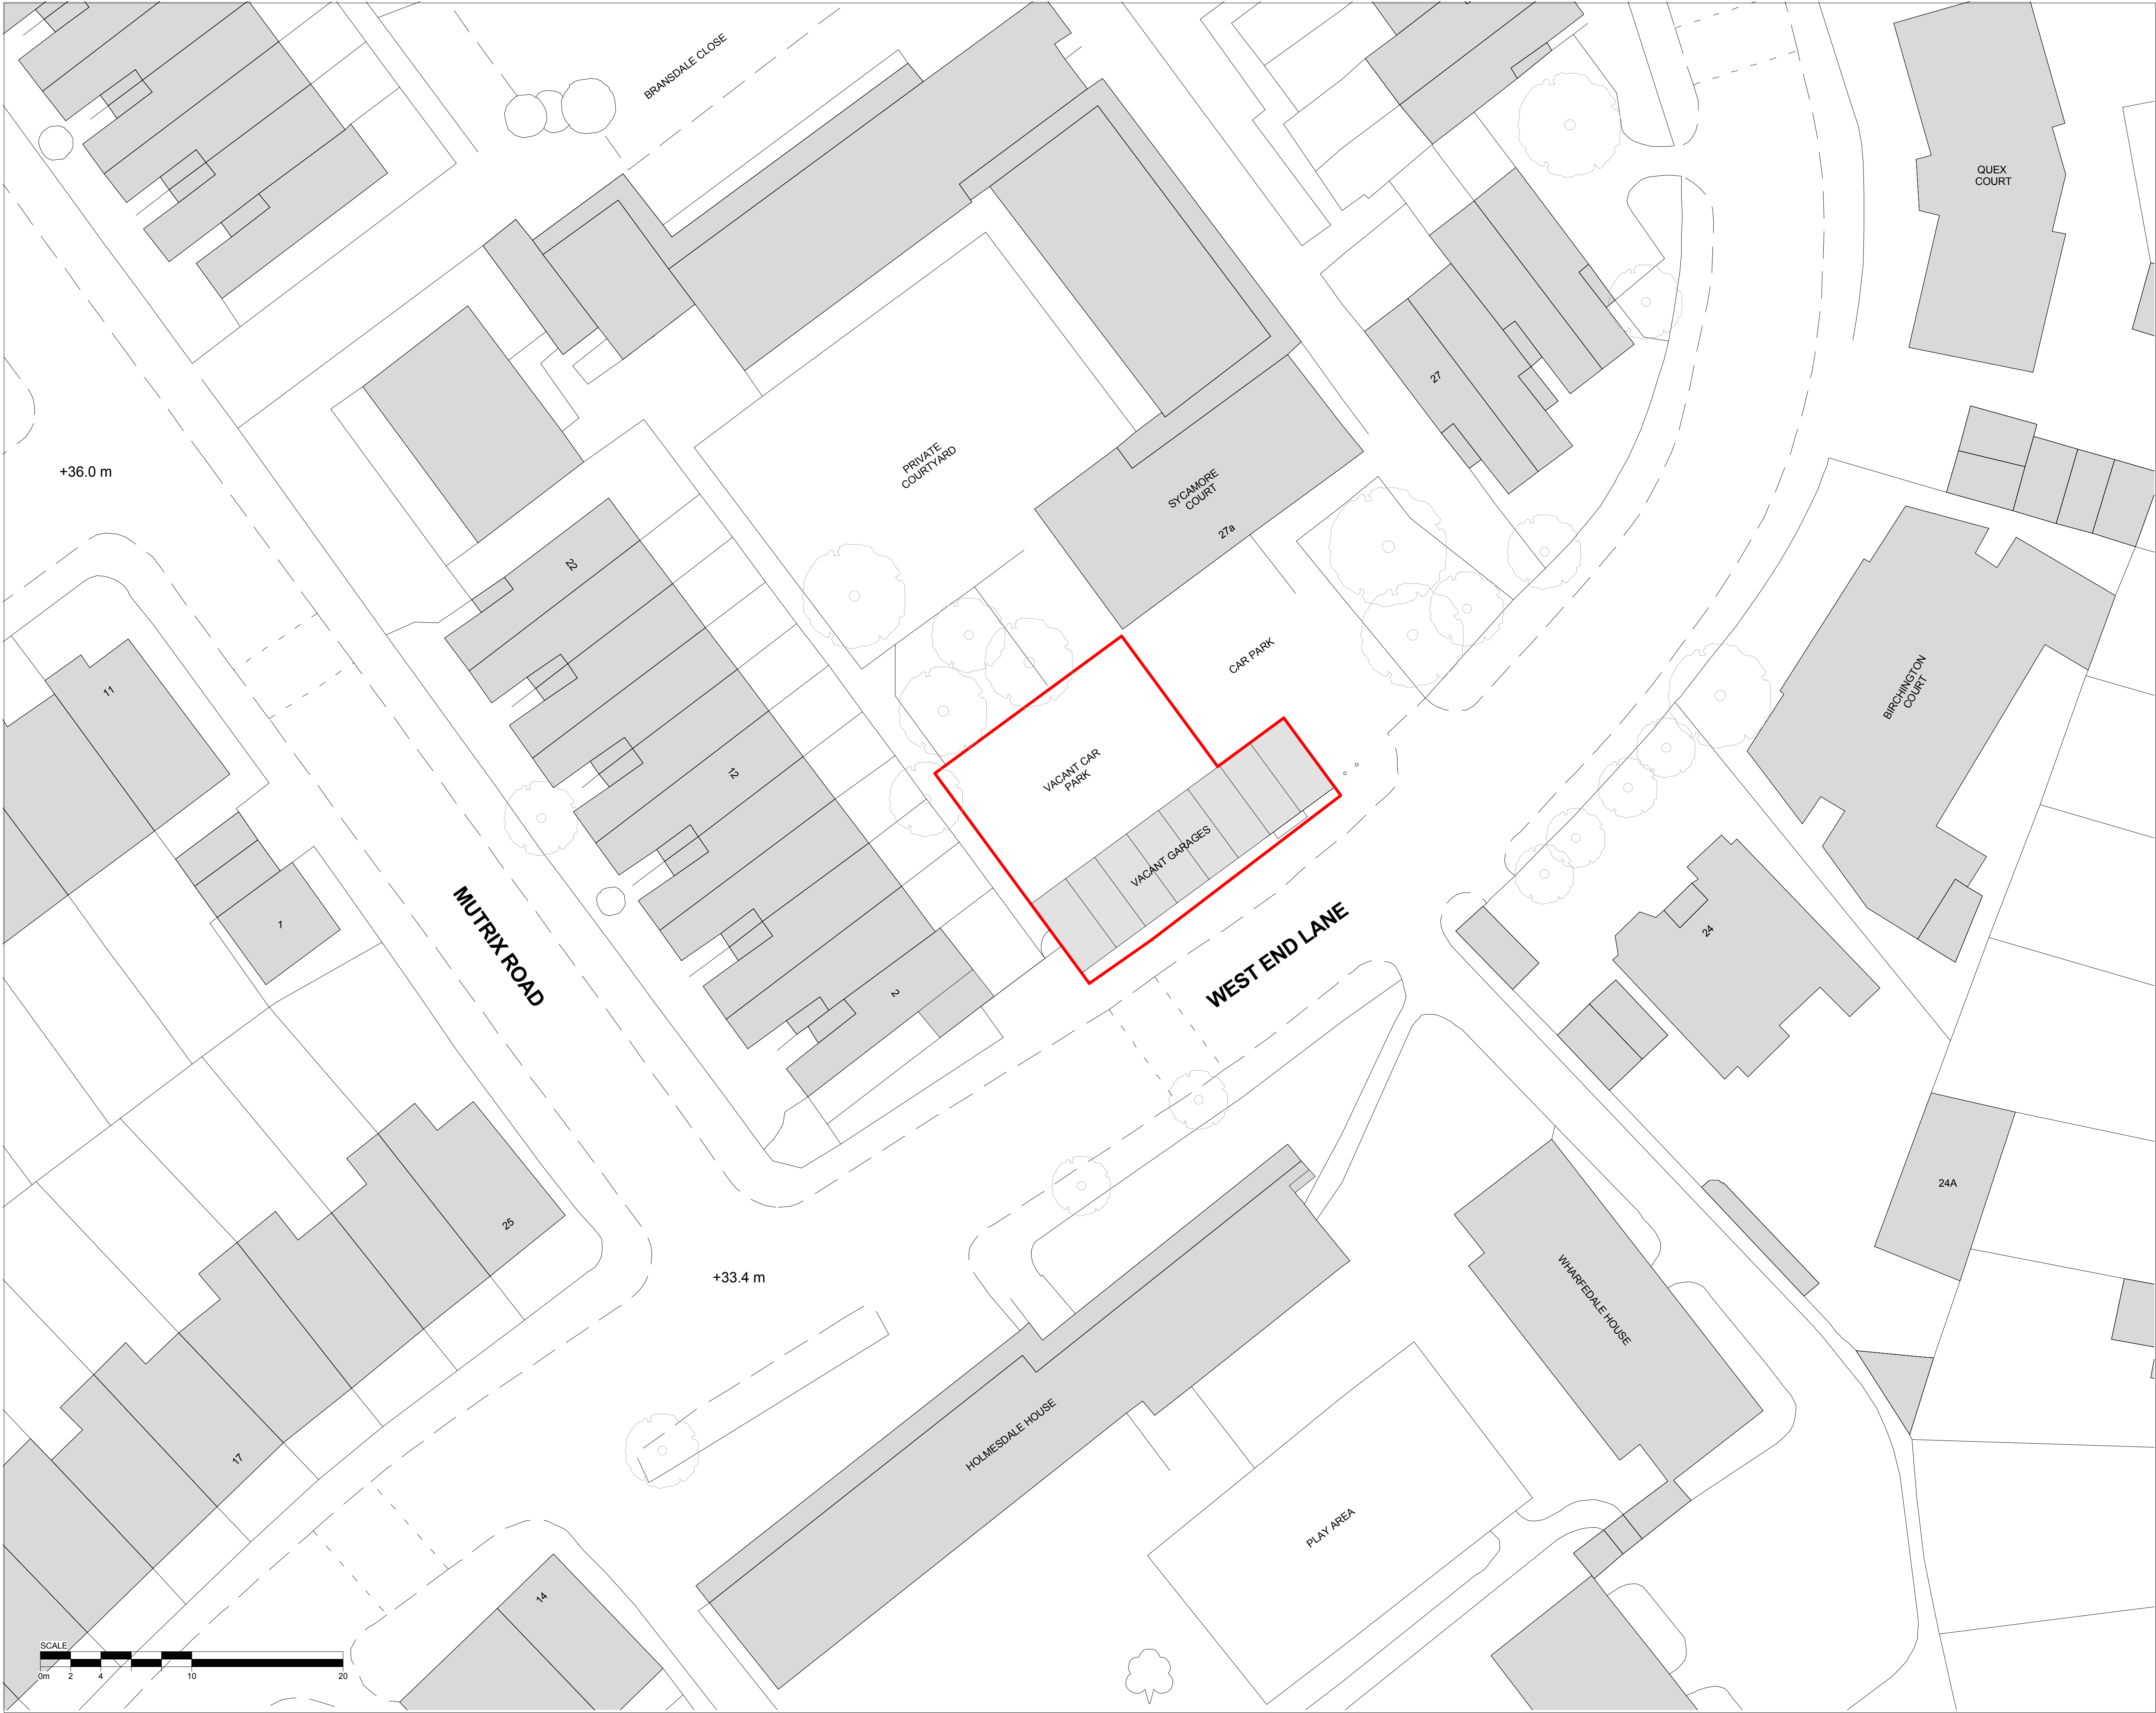 BRANSDALE CLOSE
QUEX
COURT
27
+36.0 m
PRIVATE
COURTYARD
SYCAMORE
COURT
27a
22
11
CAR PARK
BIRCHINGTON
COURT
12
VACANT CAR
PARK
VACANT GARAGES
1
MUTRIX ROAD
WEST END LANE
24
2
24A
25
+33.4 m
WHARFEDALE HOUSE
HOLMESDALE HOUSE
17
PLAY AREA
14
SCALE
0m 2 4 10 20